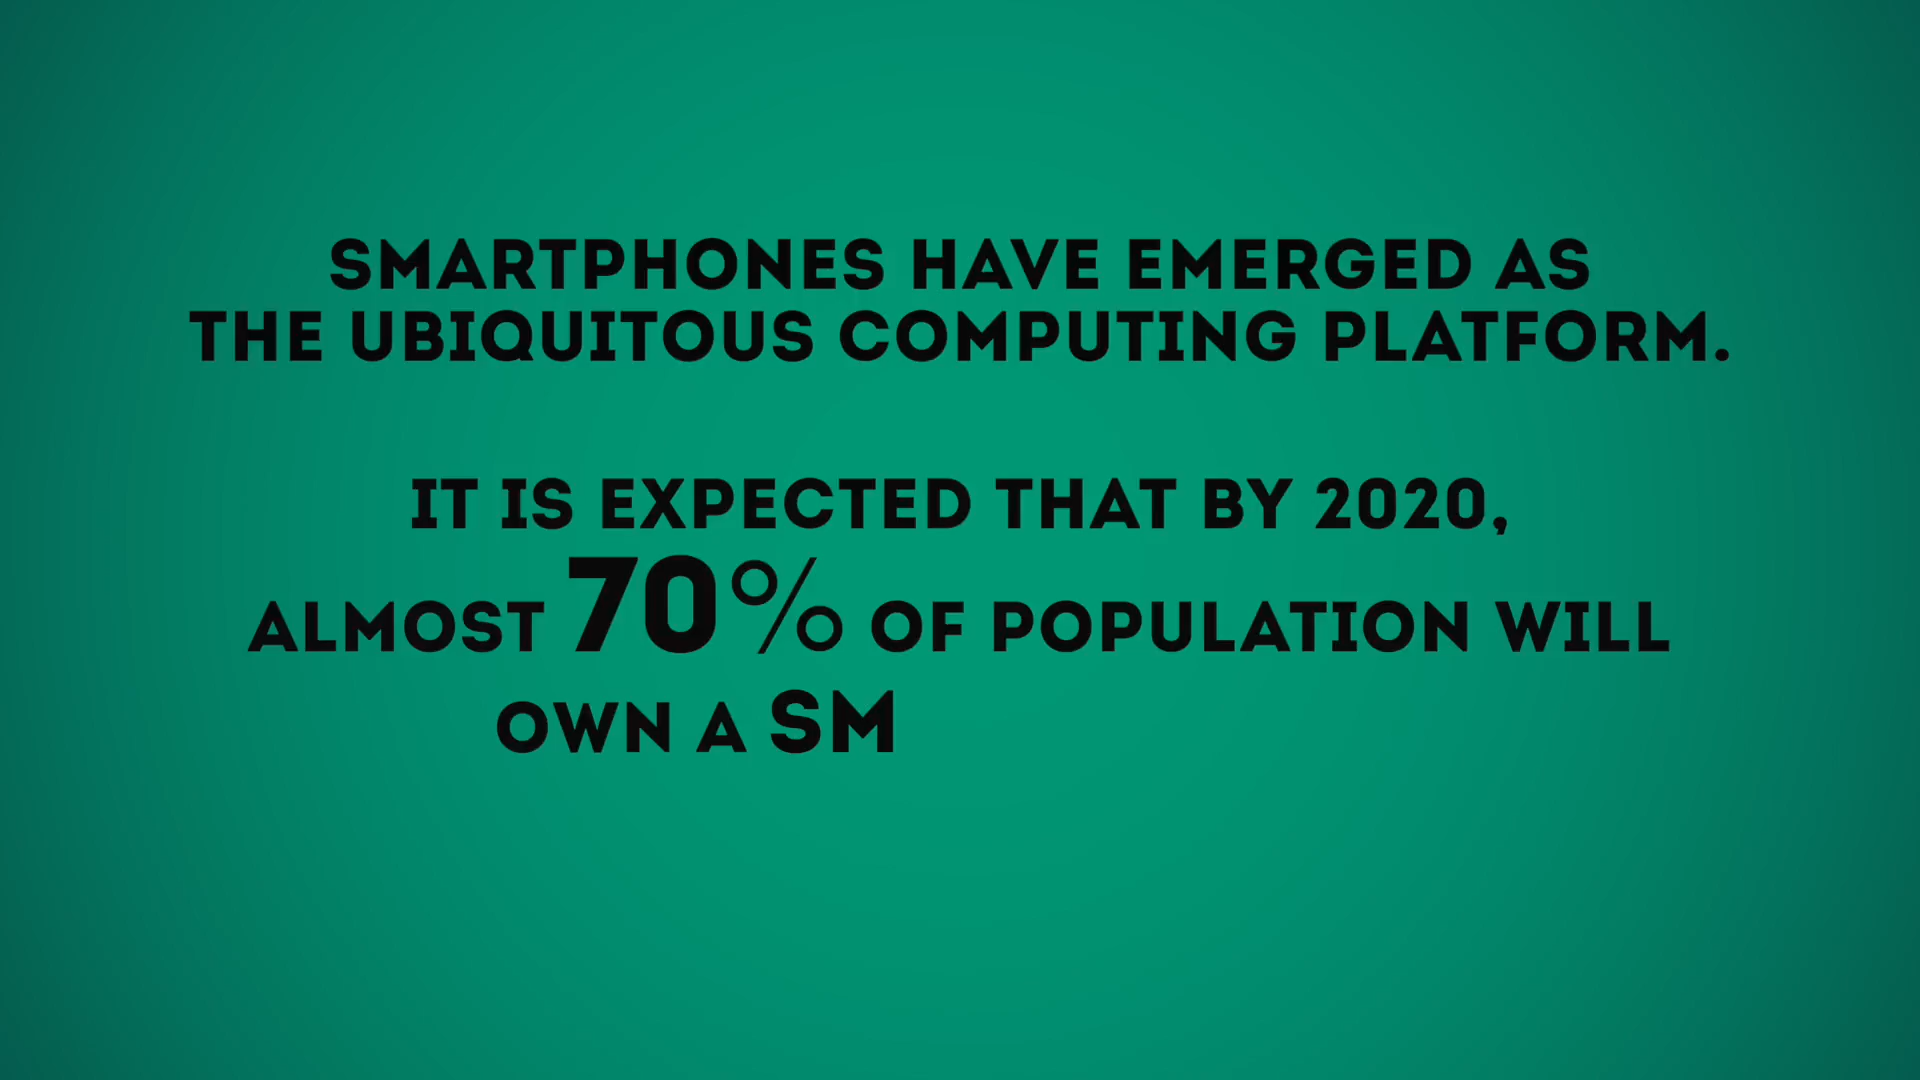 SMARTPHONES HAVE EMERGED AS
THE UBIQUITOUS COMPUTING PLATFORM.
IT IS EXPECTED THAT BY 2020,
ALMOST 70% OF POPULATION WILL
OWN A SM